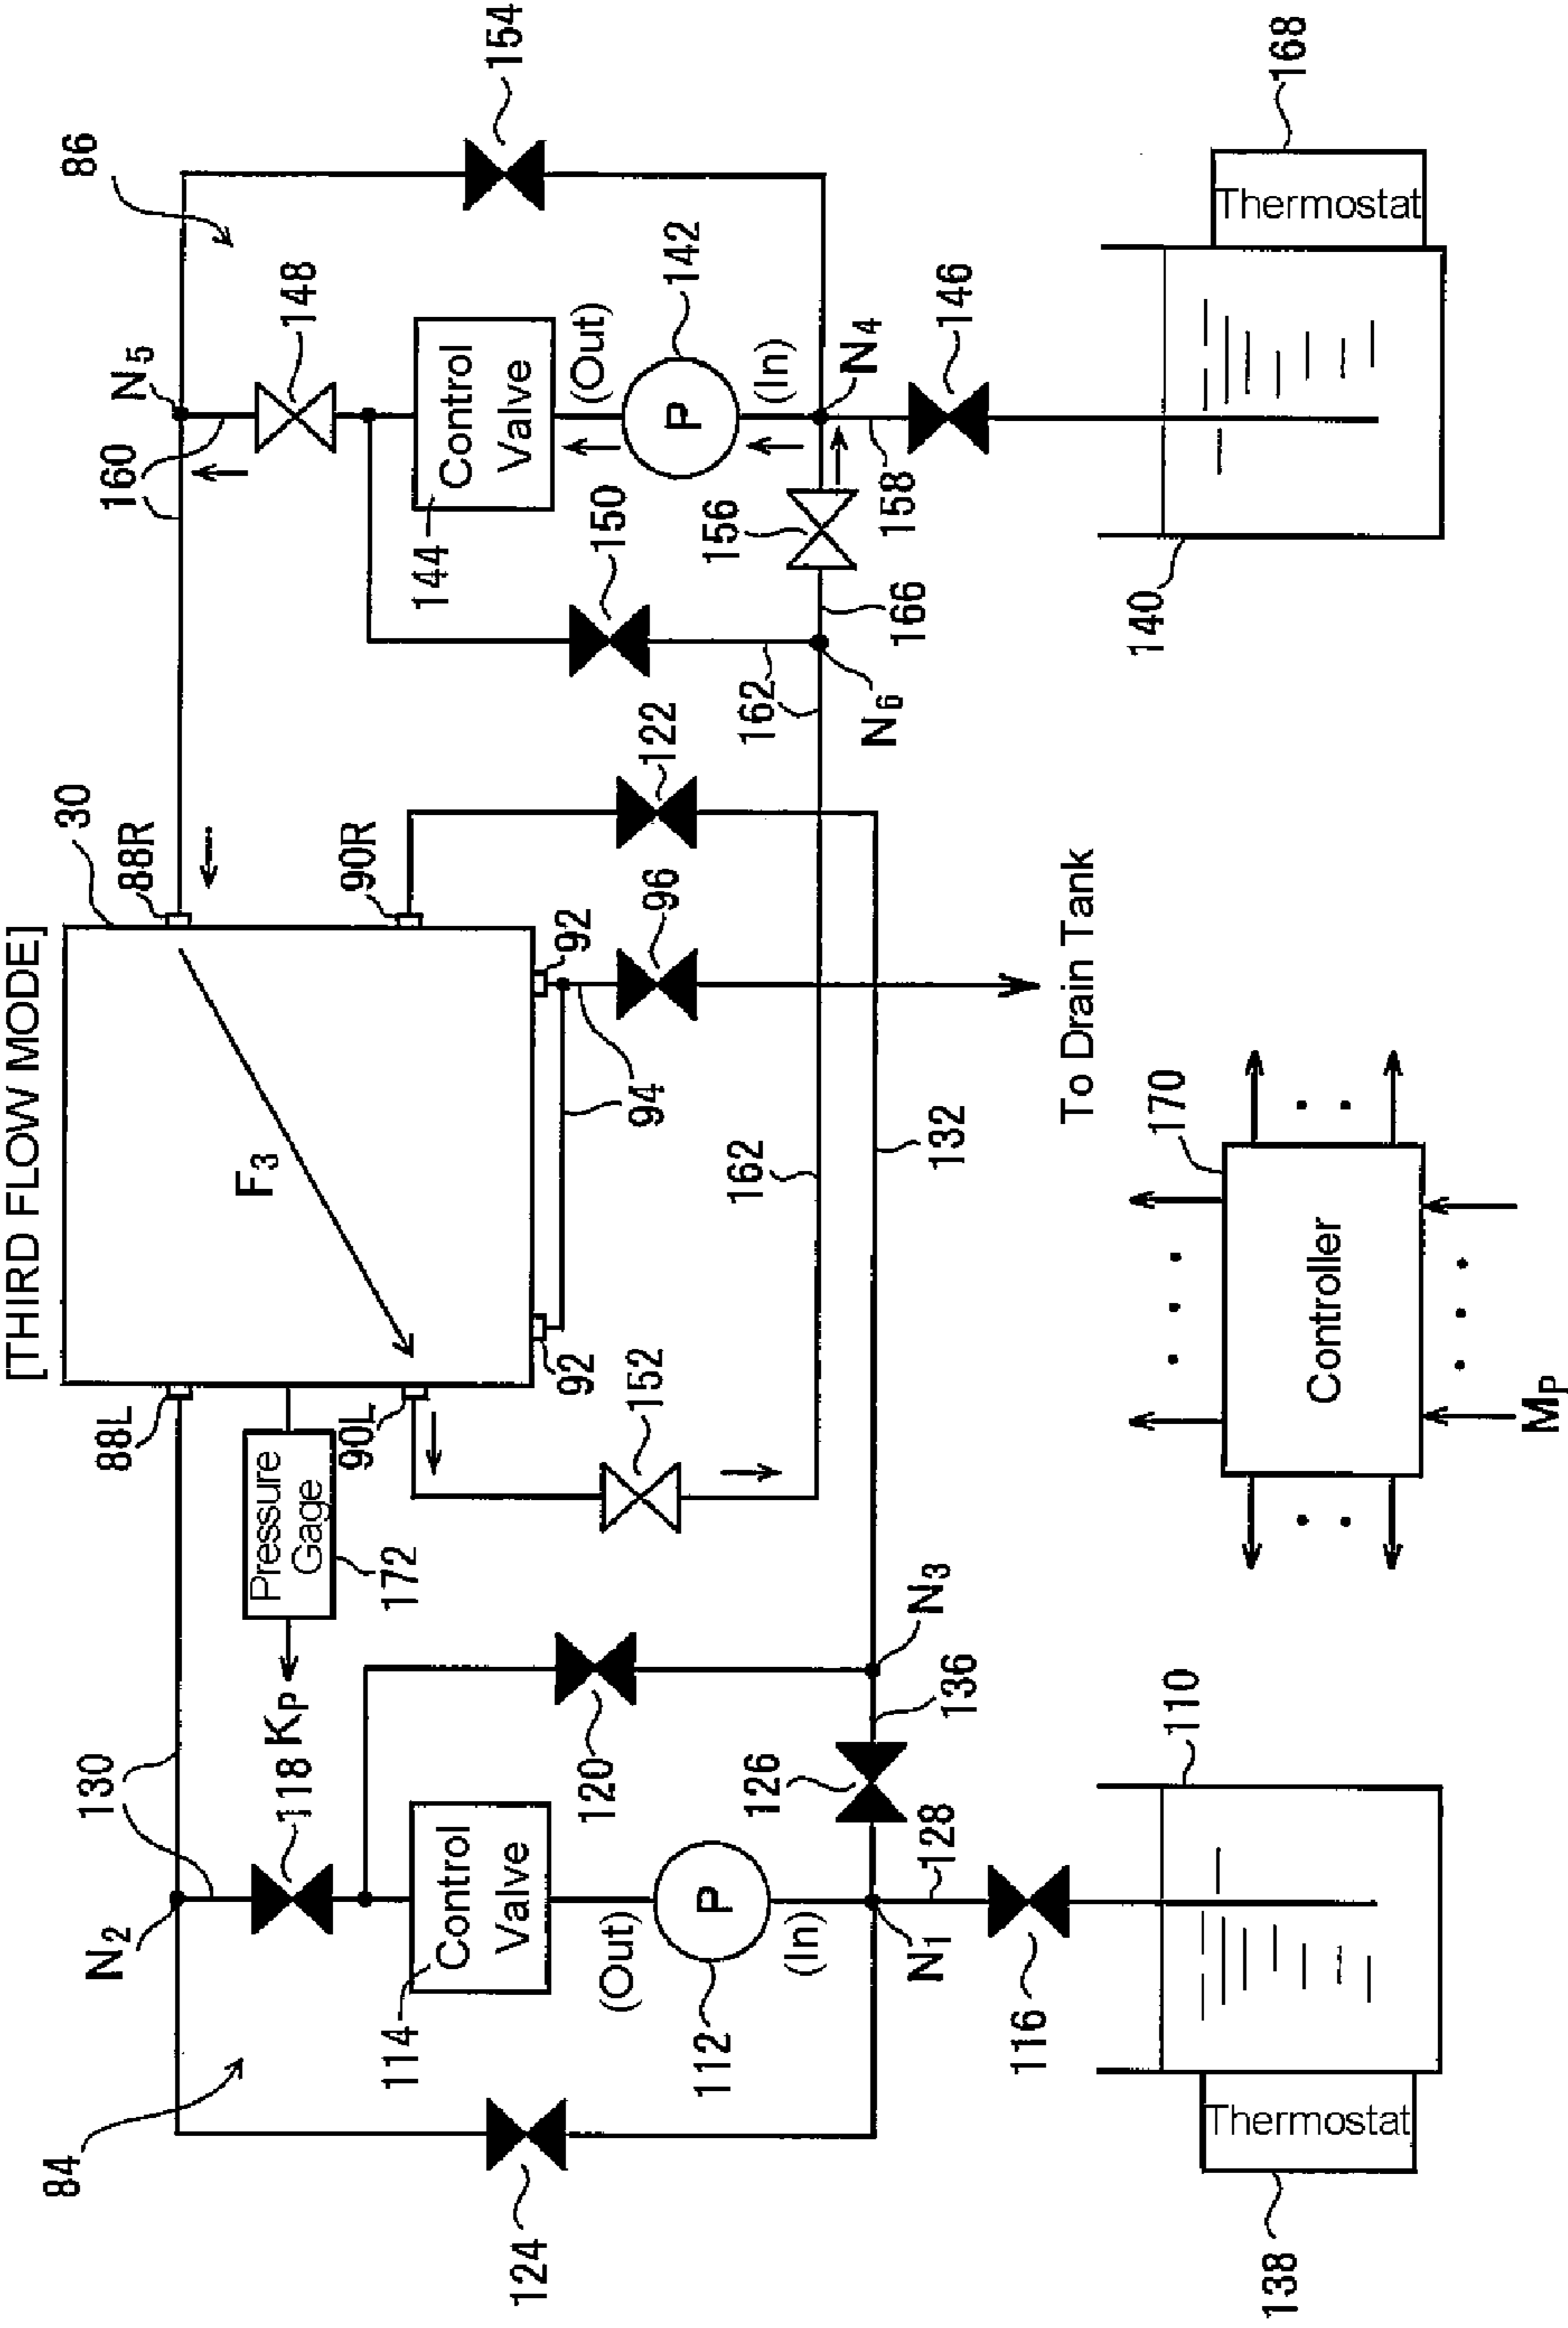 [THIRD FLOW MODE]
30
86
84
N2
130
88L
88R
N5
160
118
Kp
Pressure
Gage
172
F3
90L
90R
148
154
114
Control
Valve
144
Control
Valve
(Out)
112
P
(In)
(Out)
142
P
(In)
120
124
152
92
92
94
96
122
150
156
126
162
162
166
N6
N4
158
146
N1
128
136
N3
132
116
To Drain Tank
110
138
Thermostat
140
168
Thermostat
170
Controller
Mp